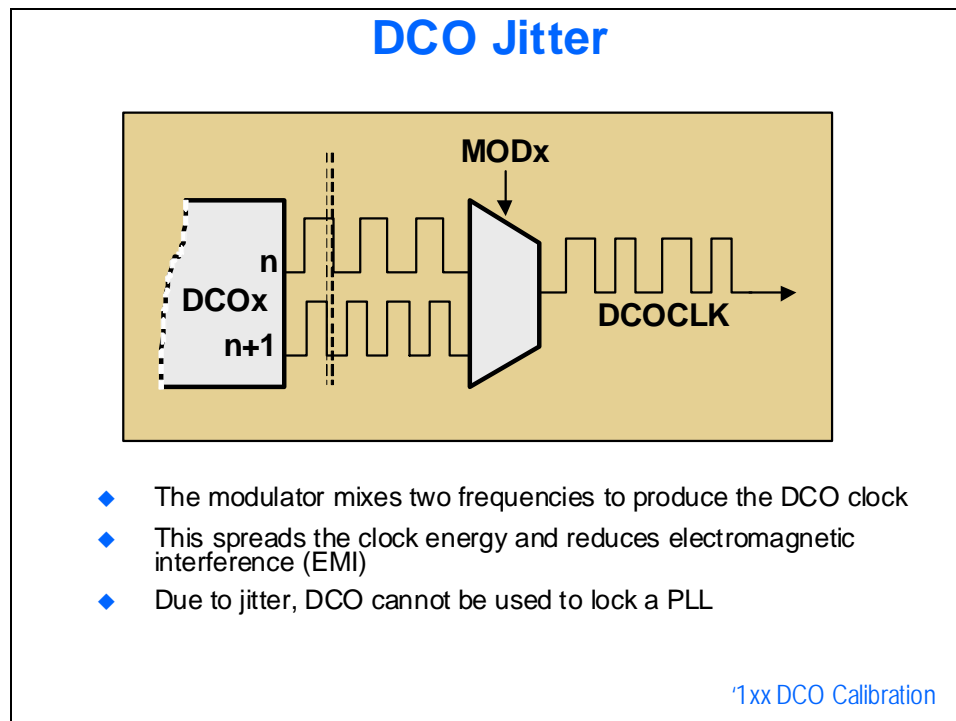 DCO Jitter
MODx
n
DCOx
n+1
DCOCLK
The modulator mixes two frequencies to produce the DCO clock
This spreads the clock energy and reduces electromagnetic
interference (EMI)
Due to jitter, DCO cannot be used to lock a PLL
'1xx DCO Calibration